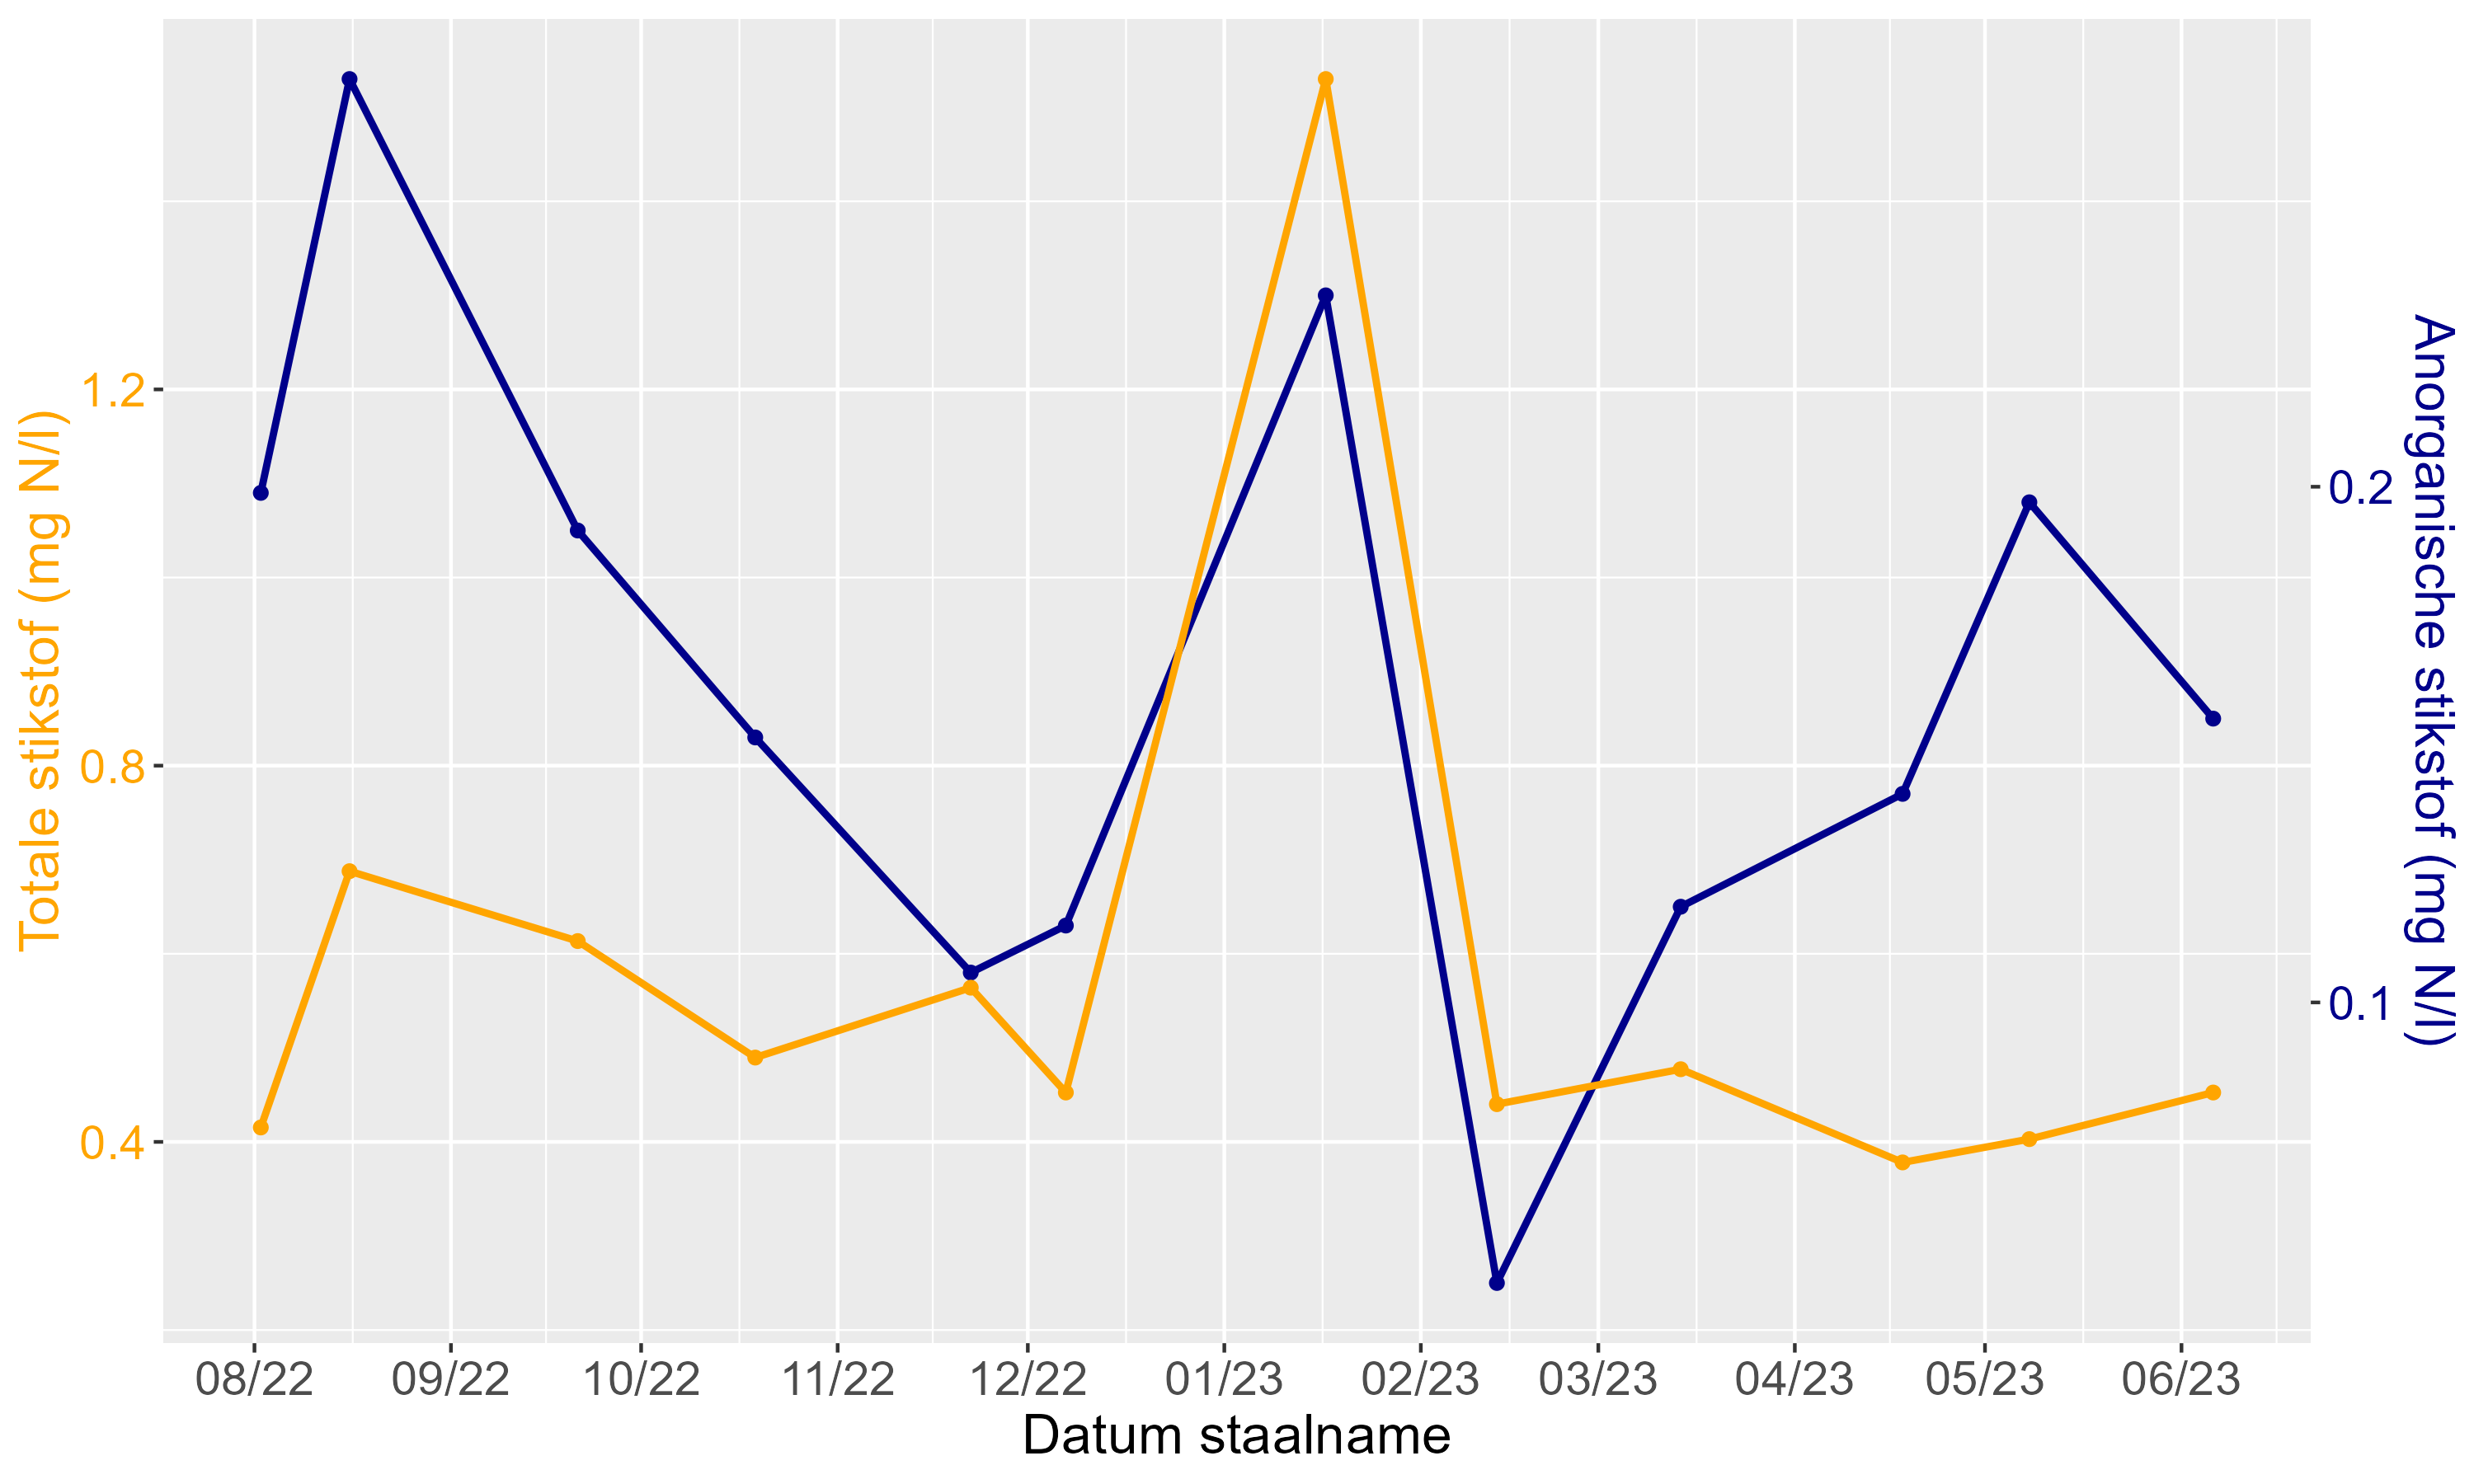 Totale stikstof (mg N/l)
1.2
0.8
0.4
Anorganische stikstof (mg N/l)
0.2
0.1
08/22 09/22 10/22 11/22 12/22 01/23 02/23 03/23 04/23 05/23 06/23
Datum staalname